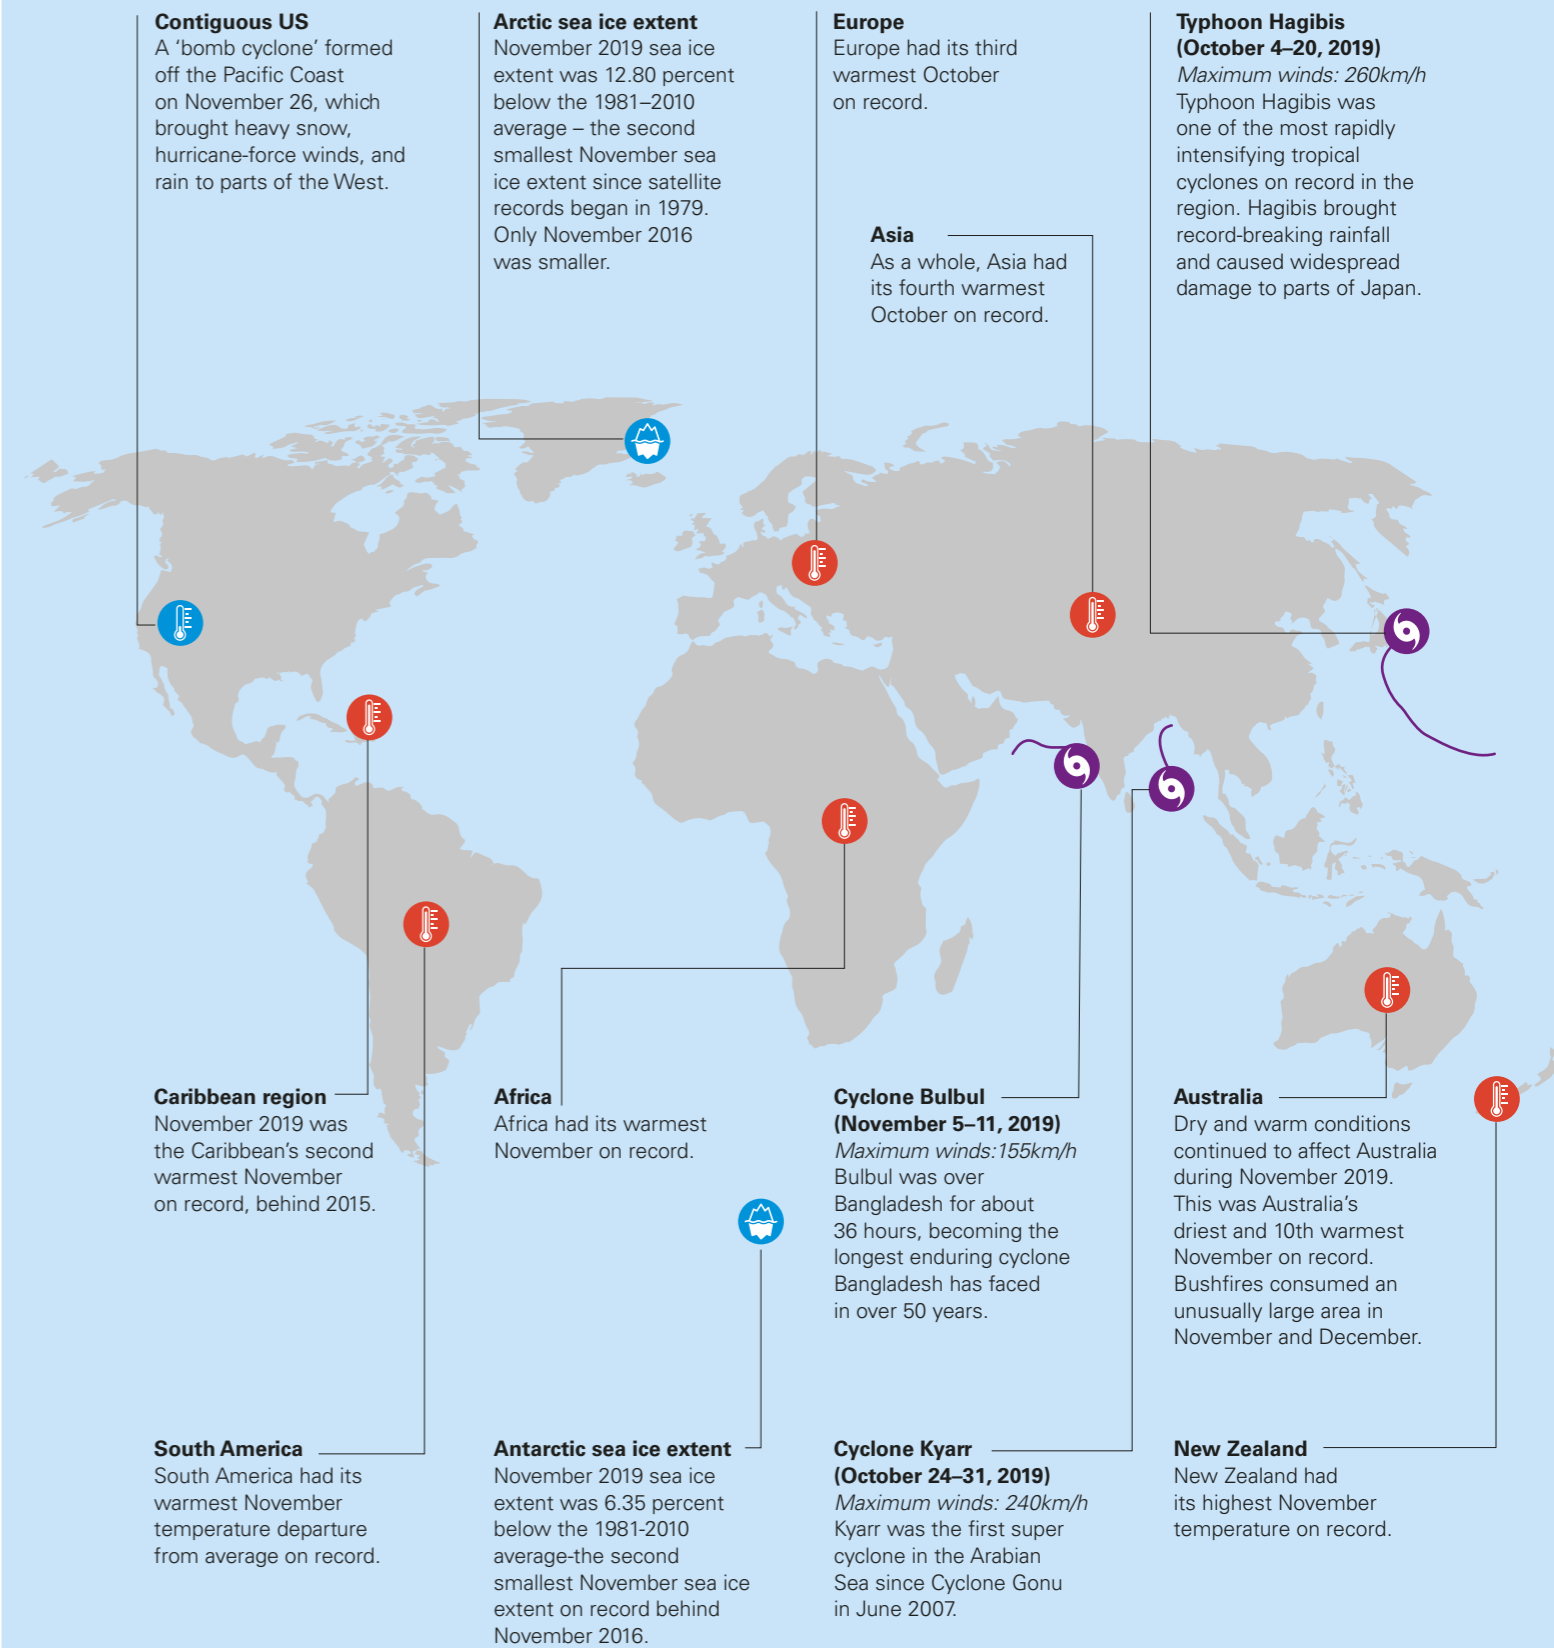 Contiguous US
A ‘bomb cyclone’ formed
off the Pacific Coast
on November 26, which
brought heavy snow,
hurricane-force winds, and
rain to parts of the West.
Arctic sea ice extent
November 2019 sea ice
extent was 12.80 percent
below the 1981–2010
average – the second
smallest November sea
ice extent since satellite
records began in 1979.
Only November 2016
was smaller.
Europe
Europe had its third
warmest October
on record.
Asia
As a whole, Asia had
its fourth warmest
October on record.
Typhoon Hagibis
(October 4–20, 2019)
Maximum winds: 260km/h
Typhoon Hagibis was
one of the most rapidly
intensifying tropical
cyclones on record in the
region. Hagibis brought
record-breaking rainfall
and caused widespread
damage to parts of Japan.
Caribbean region
November 2019 was
the Caribbean’s second
warmest November
on record, behind 2015.
Africa
Africa had its warmest
November on record.
Cyclone Bulbul
(November 5–11, 2019)
Maximum winds:155km/h
Bulbul was over
Bangladesh for about
36 hours, becoming the
longest enduring cyclone
Bangladesh has faced
in over 50 years.
Australia
Dry and warm conditions
continued to affect Australia
during November 2019.
This was Australia’s
driest and 10th warmest
November on record.
Bushfires consumed an
unusually large area in
November and December.
South America
South America had its
warmest November
temperature departure
from average on record.
Antarctic sea ice extent
November 2019 sea ice
extent was 6.35 percent
below the 1981-2010
average-the second
smallest November sea ice
extent on record behind
November 2016.
Cyclone Kyarr
(October 24–31, 2019)
Maximum winds: 240km/h
Kyarr was the first super
cyclone in the Arabian
Sea since Cyclone Gonu
in June 2007.
New Zealand
New Zealand had
its highest November
temperature on record.